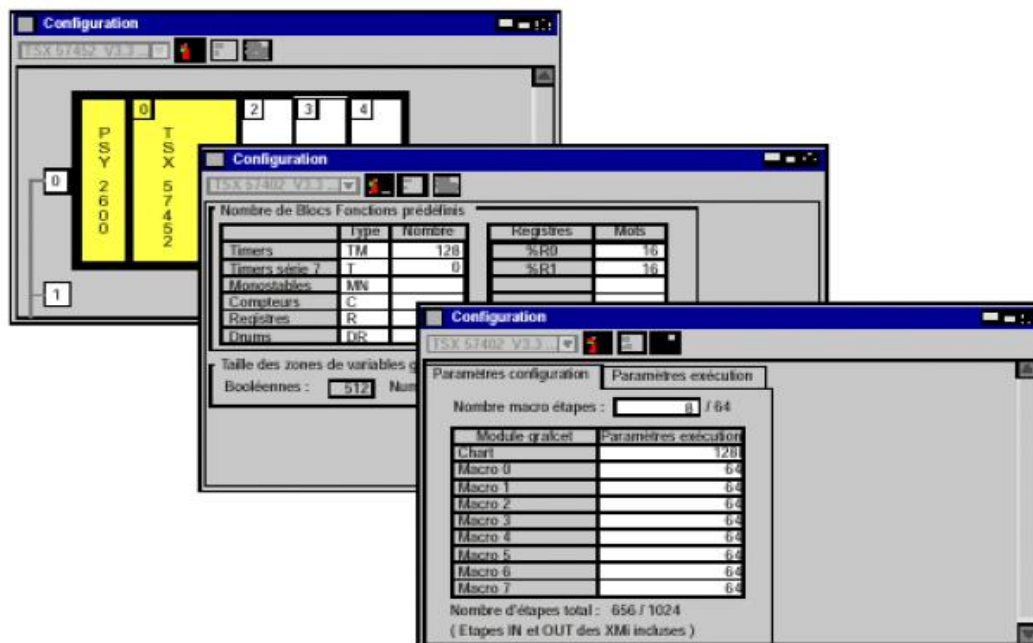 Configuration
TSX 57452 V3.3 ...
0
2
3
4
PSY 2600
TSX 57452
0
1
Configuration
TSX 57402 V3.3 ...
Nombre de Blocs Fonctions prédéfinis
Type Nombre
Timers TM 128
Timers série 7 T 0
Monostables MN
Compteurs C
Registres R
Drums DR
Registres Mots
%R0 16
%R1 16
Taille des zones de variables g
Booléennes : 512 Num
Configuration
TSX 57402 V3.3 ...
Paramètres configuration Paramètres exécution
Nombre macro étapes : 8 / 64
Module grafcet Paramètres exécution
Chart 128
Macro 0 64
Macro 1 64
Macro 2 64
Macro 3 64
Macro 4 64
Macro 5 64
Macro 6 64
Macro 7 64
Nombre d'étapes total : 656 / 1024
( Etapes IN et OUT des XMi incluses )